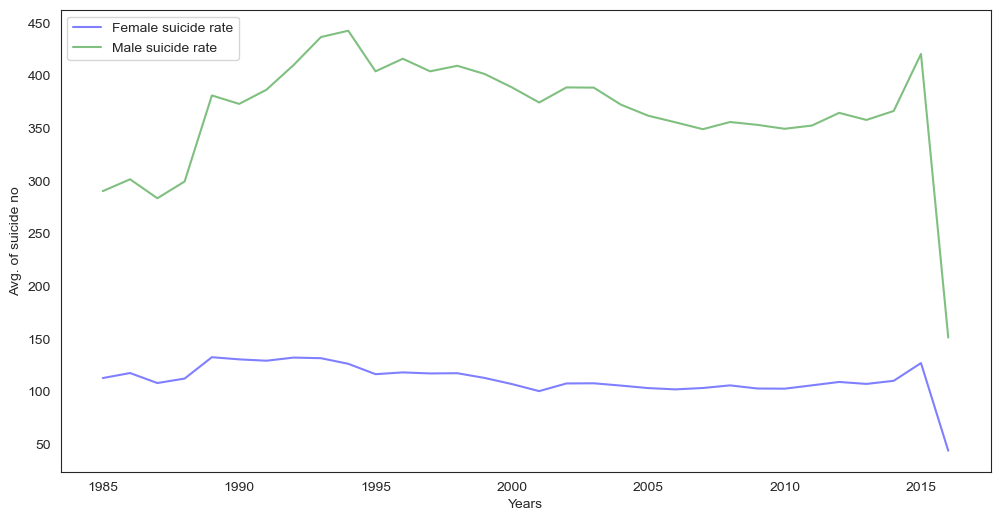 Female suicide rate
Male suicide rate
450
400
350
300
250
200
150
100
50
Avg. of suicide no
1985 1990 1995 2000 2005 2010 2015
Years